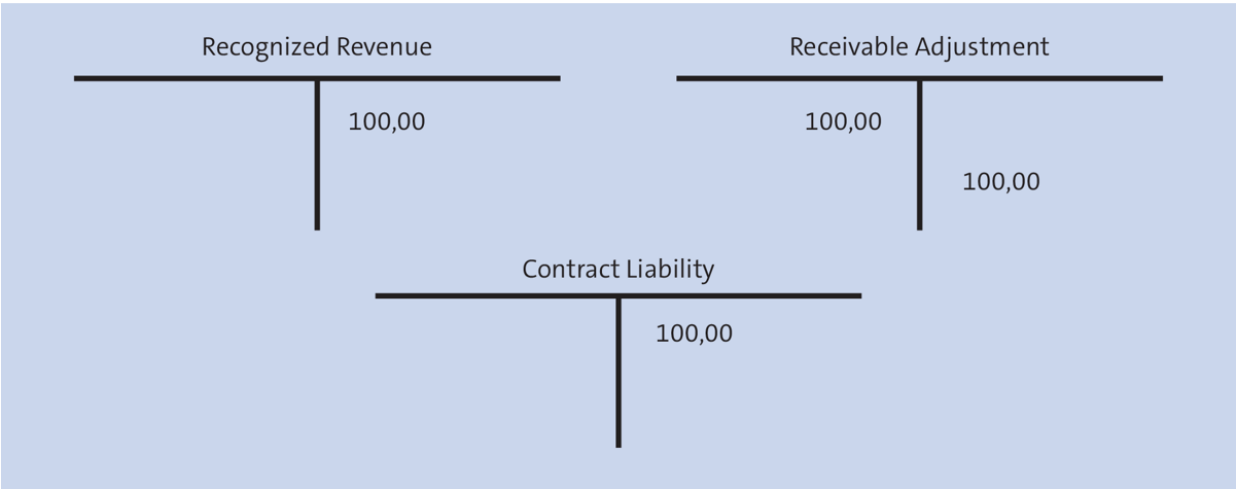 Recognized Revenue
100,00
Receivable Adjustment
100,00
100,00
Contract Liability
100,00